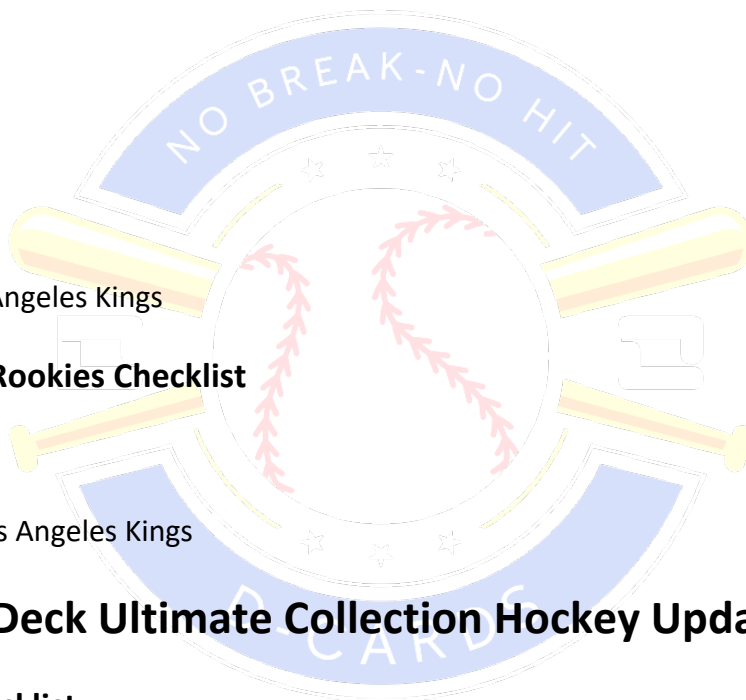 NO BREAK-NO HIT
Angeles Kings
Rookies Checklist
s Angeles Kings
Deck Ultimate Collection Hockey Upda
D-CARDS